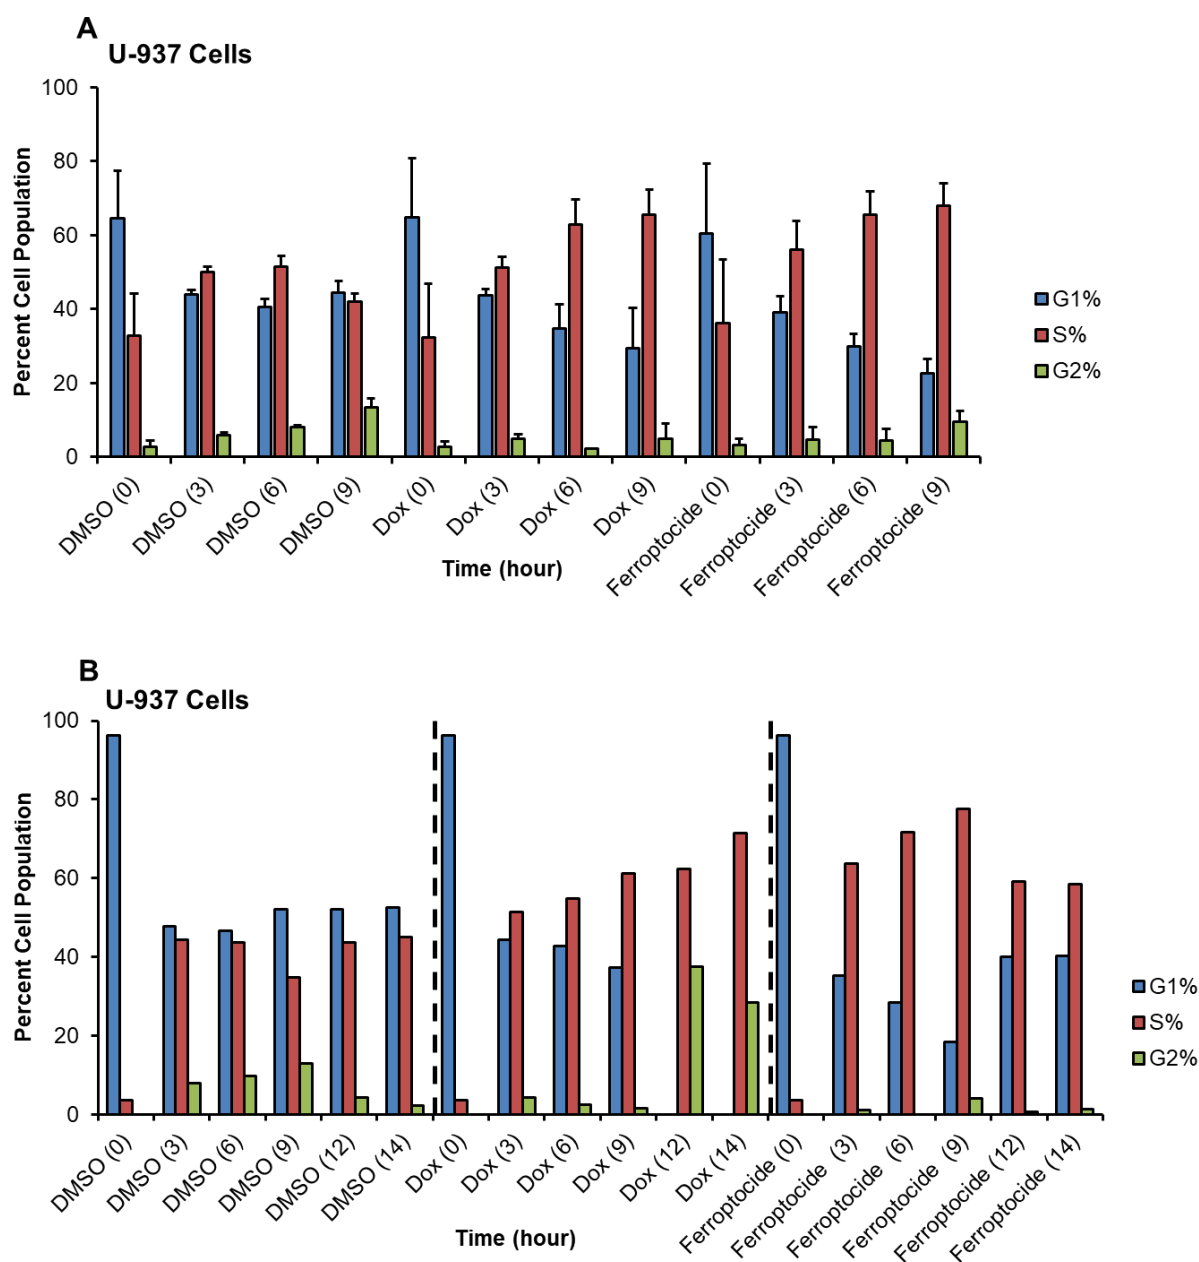 A
U-937 Cells
Percent Cell Population
100
80
60
40
20
0
DMSO (0)
DMSO (3)
DMSO (6)
DMSO (9)
Dox (0)
Dox (3)
Dox (6)
Dox (9)
Ferroptocide (0)
Ferroptocide (3)
Ferroptocide (6)
Ferroptocide (9)
Time (hour)
G1%
S%
G2%
B
U-937 Cells
Percent Cell Population
100
80
60
40
20
0
DMSO (0)
DMSO (3)
DMSO (6)
DMSO (9)
DMSO (12)
DMSO (14)
Dox (0)
Dox (3)
Dox (6)
Dox (9)
Dox (12)
Dox (14)
Ferroptocide (0)
Ferroptocide (3)
Ferroptocide (6)
Ferroptocide (9)
Ferroptocide (12)
Ferroptocide (14)
Time (hour)
G1%
S%
G2%